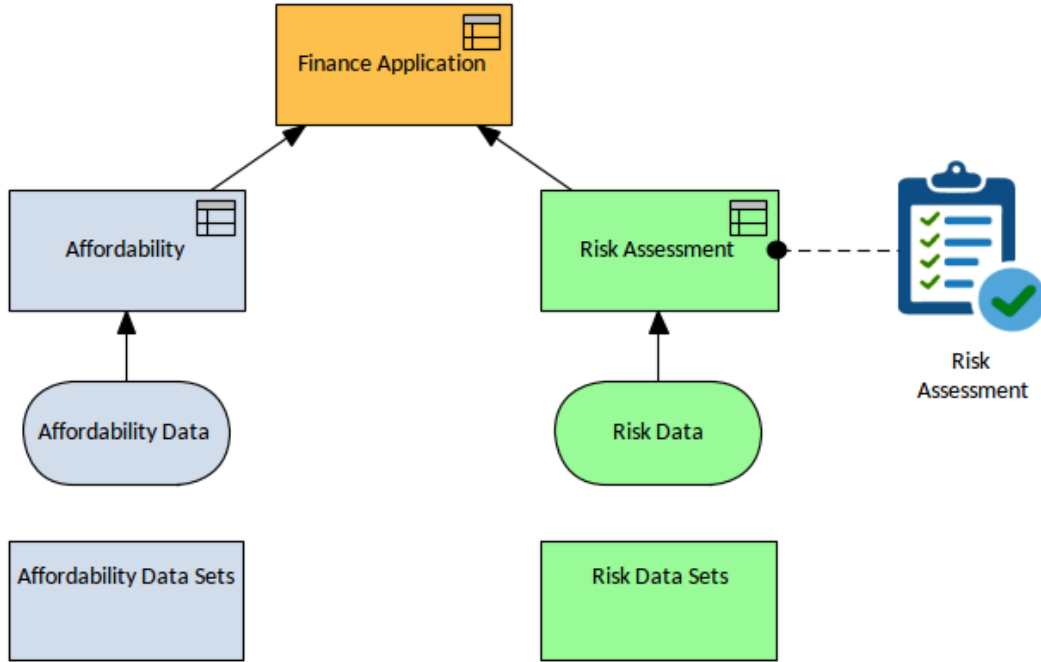 Finance Application
Affordability
Risk Assessment
Risk
Assessment
Affordability Data
Risk Data
Affordability Data Sets
Risk Data Sets